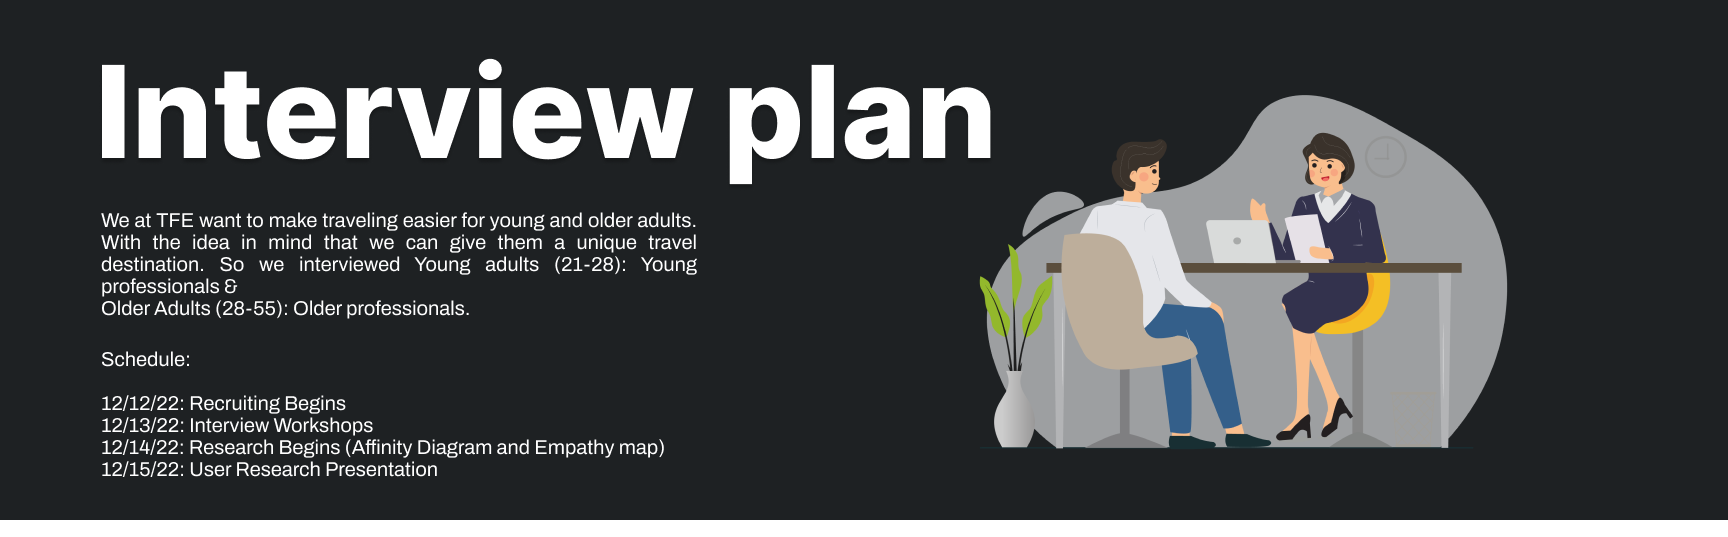 Interview plan
We at TFE want to make traveling easier for young and older adults.
With the idea in mind that we can give them a unique travel
destination. So we interviewed Young adults (21-28): Young
professionals &
Older Adults (28-55): Older professionals.
Schedule:
12/12/22: Recruiting Begins
12/13/22: Interview Workshops
12/14/22: Research Begins (Affinity Diagram and Empathy map)
12/15/22: User Research Presentation